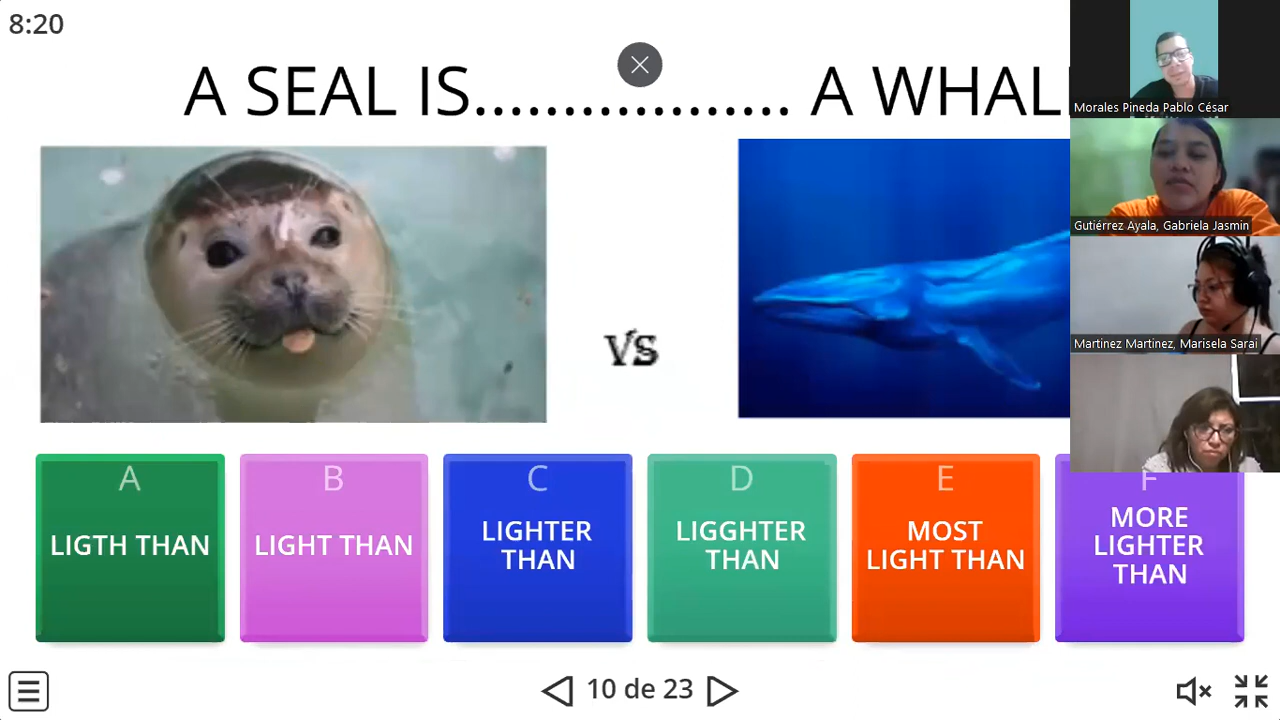 8:20
A SEAL IS.................. A WHAL
Morales Pineda Pablo César
Gutiérrez Ayala, Gabriela Jasmin
Martinez Martinez, Marisela Sarai
VS
A
LIGTH THAN
B
LIGHT THAN
C
LIGHTER
THAN
D
LIGGHTER
THAN
E
MOST
LIGHT THAN
F
MORE
LIGHTER
THAN
10 de 23